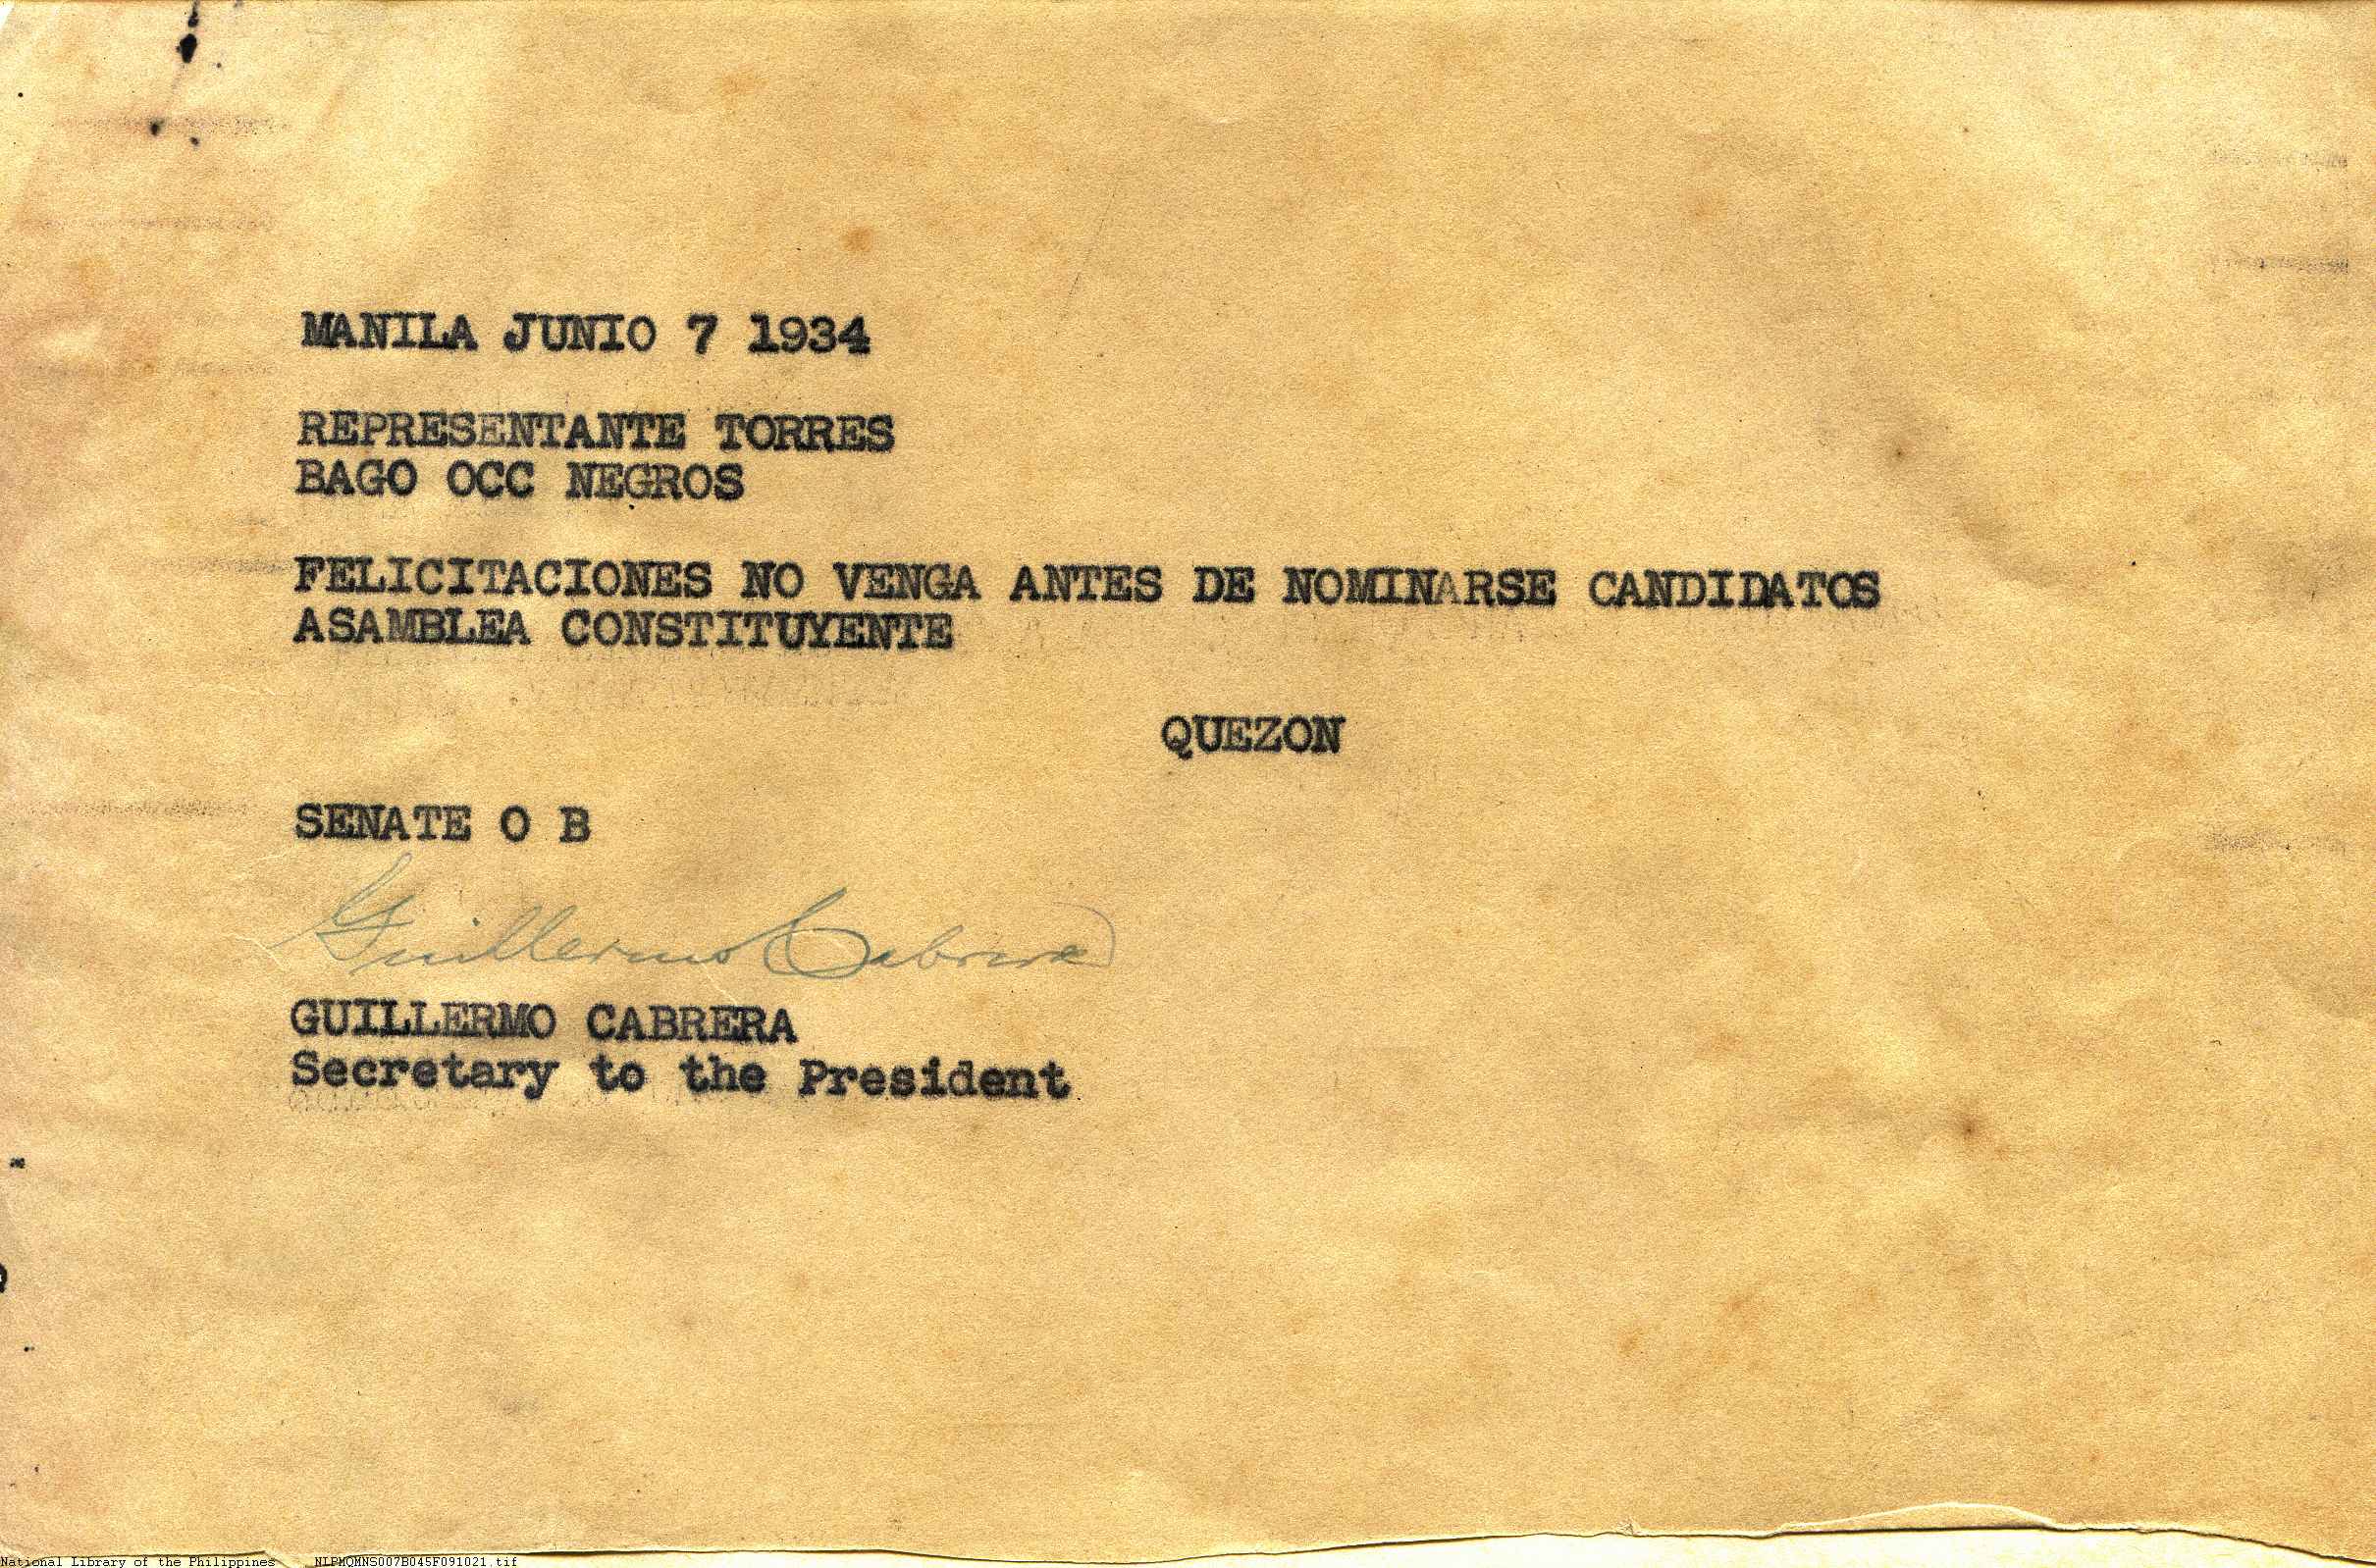 MANILA JUNIO 7 1934
REPRESENTANTE TORRES
BAGO OCC NEGROS
FELICITACIONES NO VENGA ANTES DE NOMINARSE CANDIDATOS
ASAMBLEA CONSTITUYENTE
QUEZON
SENATE O B
Guillermo Cabrera
GUILLERMO CABRERA
Secretary to the President
National Library of the Philippines NLPMQMNS007B045F091021.tif